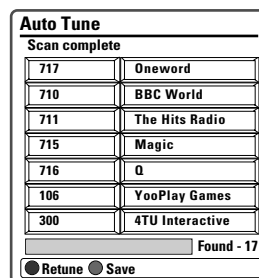 Auto Tune
Scan complete
717 Oneword
710 BBC World
711 The Hits Radio
715 Magic
716 Q
106 YooPlay Games
300 4TU Interactive
Found - 17
Retune Save